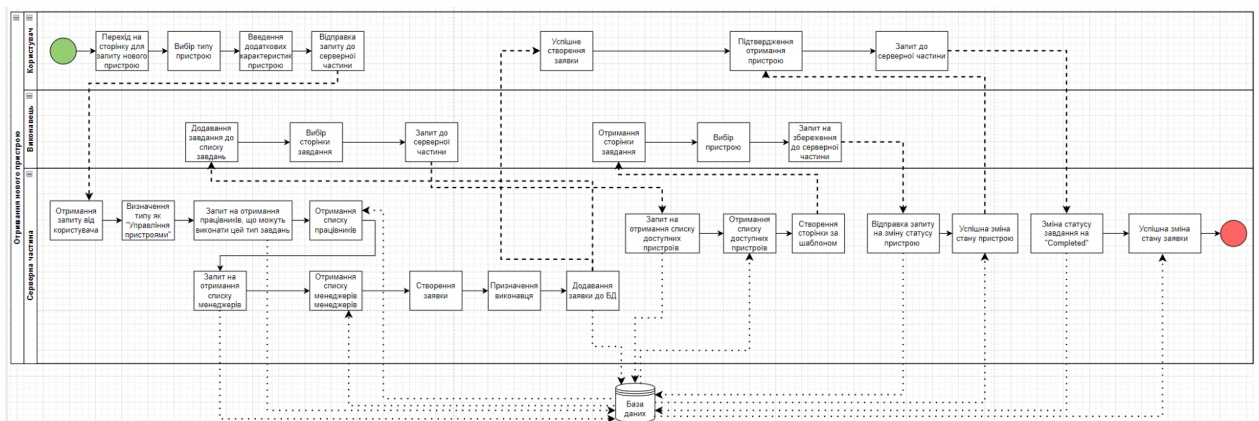 Отримання нового пристрою
Користувач
Перехід на
сторінку для
запиту нового
пристрою
Вибір типу
пристрою
Введення
додаткових
характеристик
пристрою
Відправка
запиту до
серверної
частини
Успішне
створення
заявки
Підтвердження
отримання
пристрою
Запит до
серверної
частини
Виконавець
Додавання
завдання до
списку
завдань
Вибір
сторінки
завдання
Запит до
серверної
частини
Отримання
сторінки
завдання
Вибір
пристрою
Запит на
збереження
до серверної
частини
Серверна частина
Отримання
запиту від
користувача
Визначення
типу як
"Управління
пристроями"
Запит на отримання
працівників, що можуть
виконати цей тип завдань
Отримання
списку
працівників
Запит на
отримання списку
доступних
пристроїв
Отримання
списку
доступних
пристроїв
Створення
сторінки за
шаблоном
Відправка запиту
на зміну статусу
пристрою
Успішна зміна
стану пристрою
Зміна статусу
завдання на
"Completed"
Успішна зміна
стану заявки
Запит на
отримання
списку
менеджерів
Отримання
списку
менеджерів
менеджерів
Створення
заявки
Призначення
виконавця
Додавання
заявки до БД
База
даних